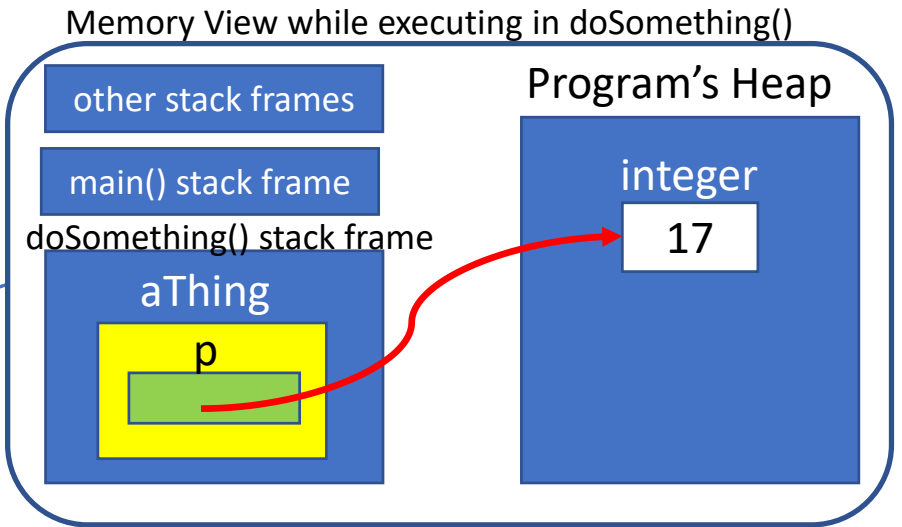 Memory View while executing in doSomething()
other stack frames
main() stack frame
doSomething() stack frame
aThing
p
Program’s Heap
integer
17